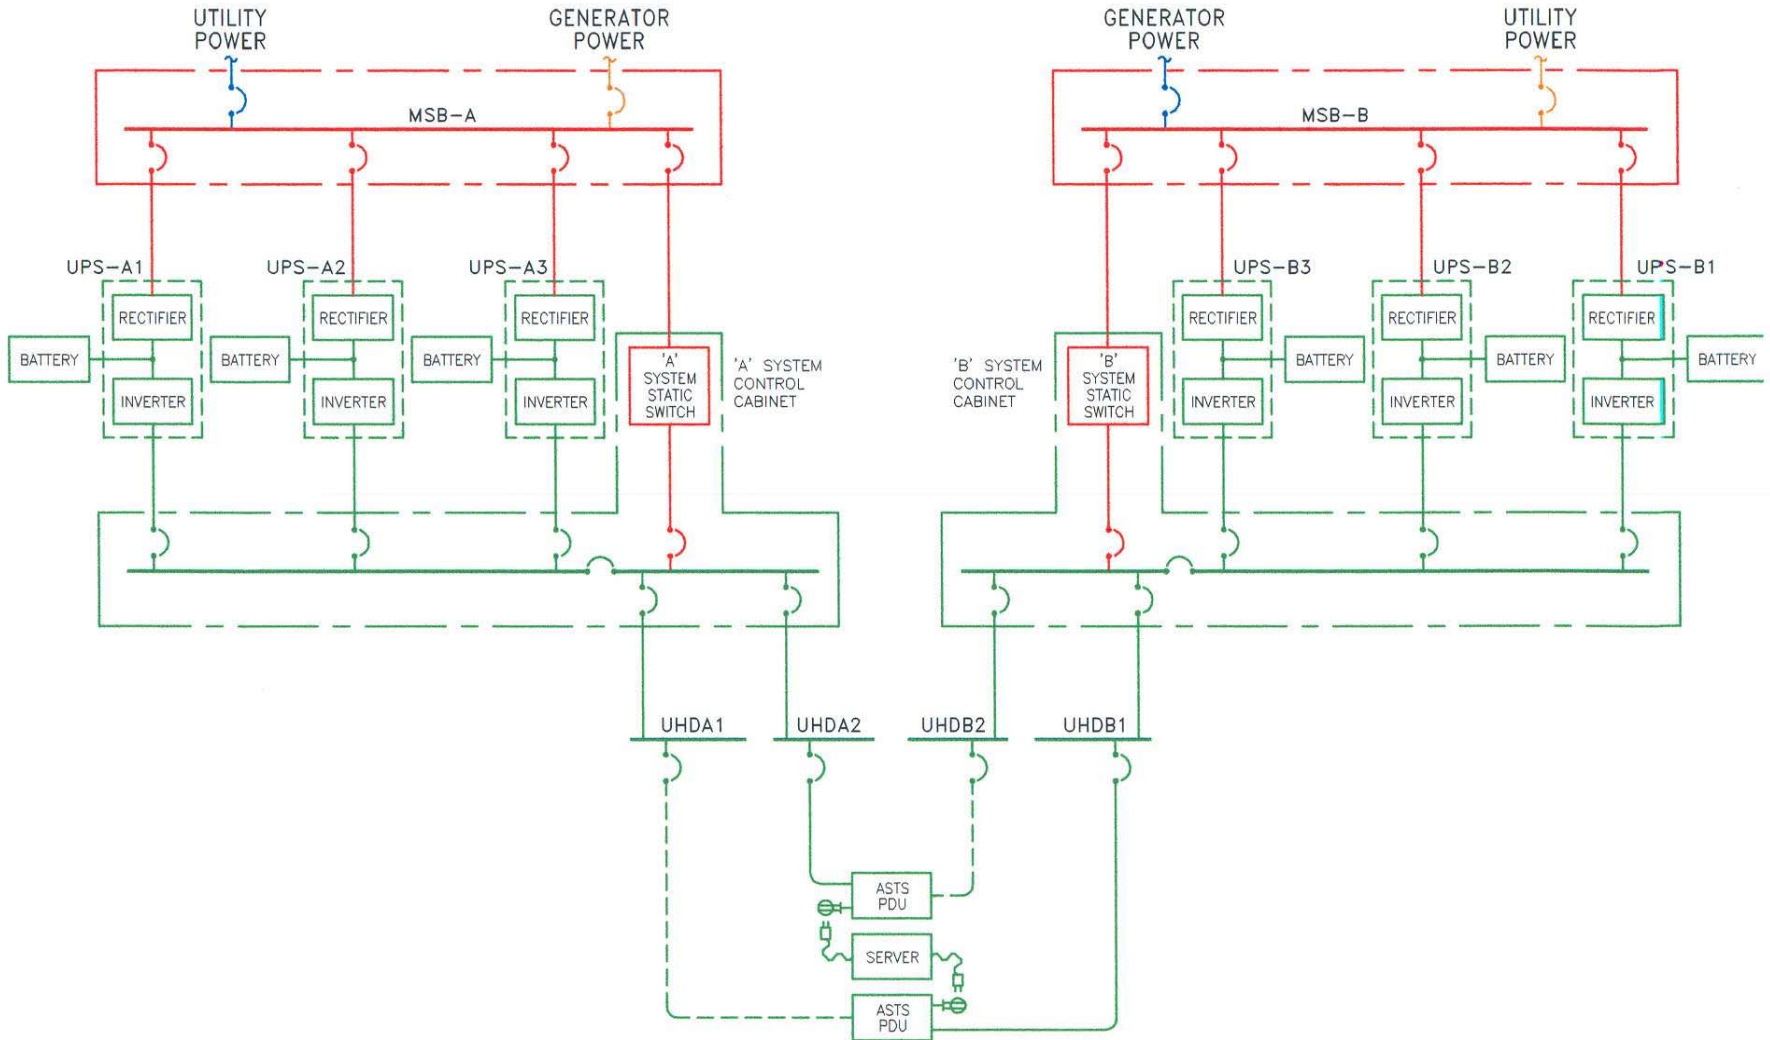 UTILITY
POWER
GENERATOR
POWER
GENERATOR
POWER
UTILITY
POWER
MSB-A
MSB-B
UPS-A1
UPS-A2
UPS-A3
UPS-B3
UPS-B2
UPS-B1
RECTIFIER
RECTIFIER
RECTIFIER
RECTIFIER
RECTIFIER
RECTIFIER
BATTERY
BATTERY
BATTERY
'A'
SYSTEM
STATIC
SWITCH
'A' SYSTEM
CONTROL
CABINET
'B' SYSTEM
CONTROL
CABINET
'B'
SYSTEM
STATIC
SWITCH
BATTERY
BATTERY
BATTERY
INVERTER
INVERTER
INVERTER
INVERTER
INVERTER
INVERTER
UHDA1
UHDA2
UHDB2
UHDB1
ASTS
PDU
SERVER
ASTS
PDU